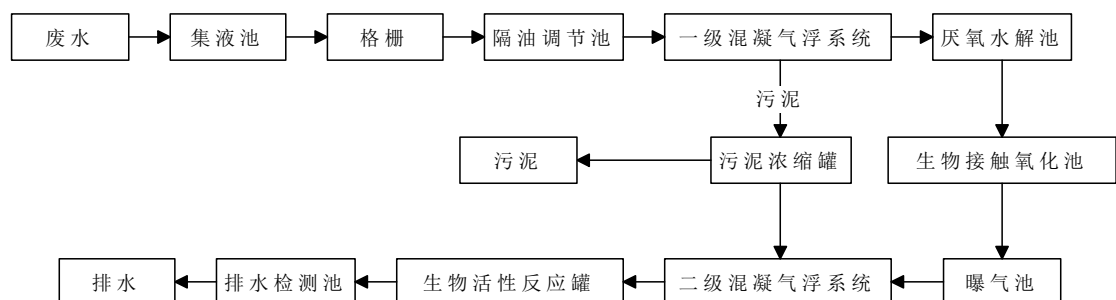 废水
集液池
格栅
隔油调节池
一级混凝气浮系统
厌氧水解池
污泥
污泥
污泥浓缩罐
生物接触氧化池
排水
排水检测池
生物活性反应罐
二级混凝气浮系统
曝气池